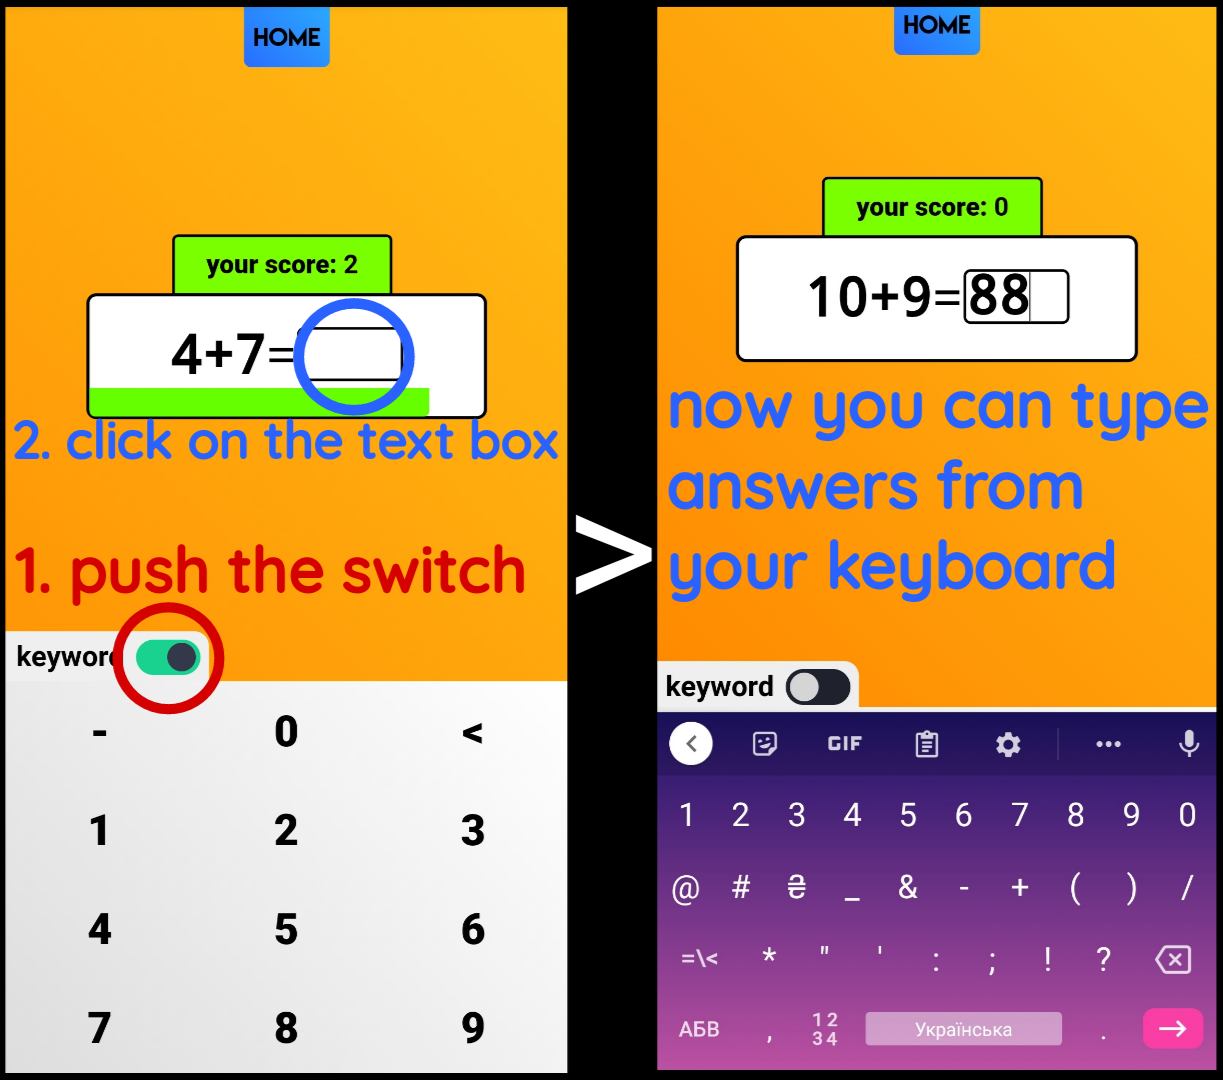 HOME
your score: 2
4+7=
2. click on the text box
1. push the switch
keyword
- 0 <
1 2 3
4 5 6
7 8 9
>
HOME
your score: 0
10+9=88
now you can type
answers from
your keyboard
keyword
GIF
1 2 3 4 5 6 7 8 9 0
@ # ₴ _ & - + ( ) /
=\< * " ' : ; ! ?
АБВ , 12 34 Українська .